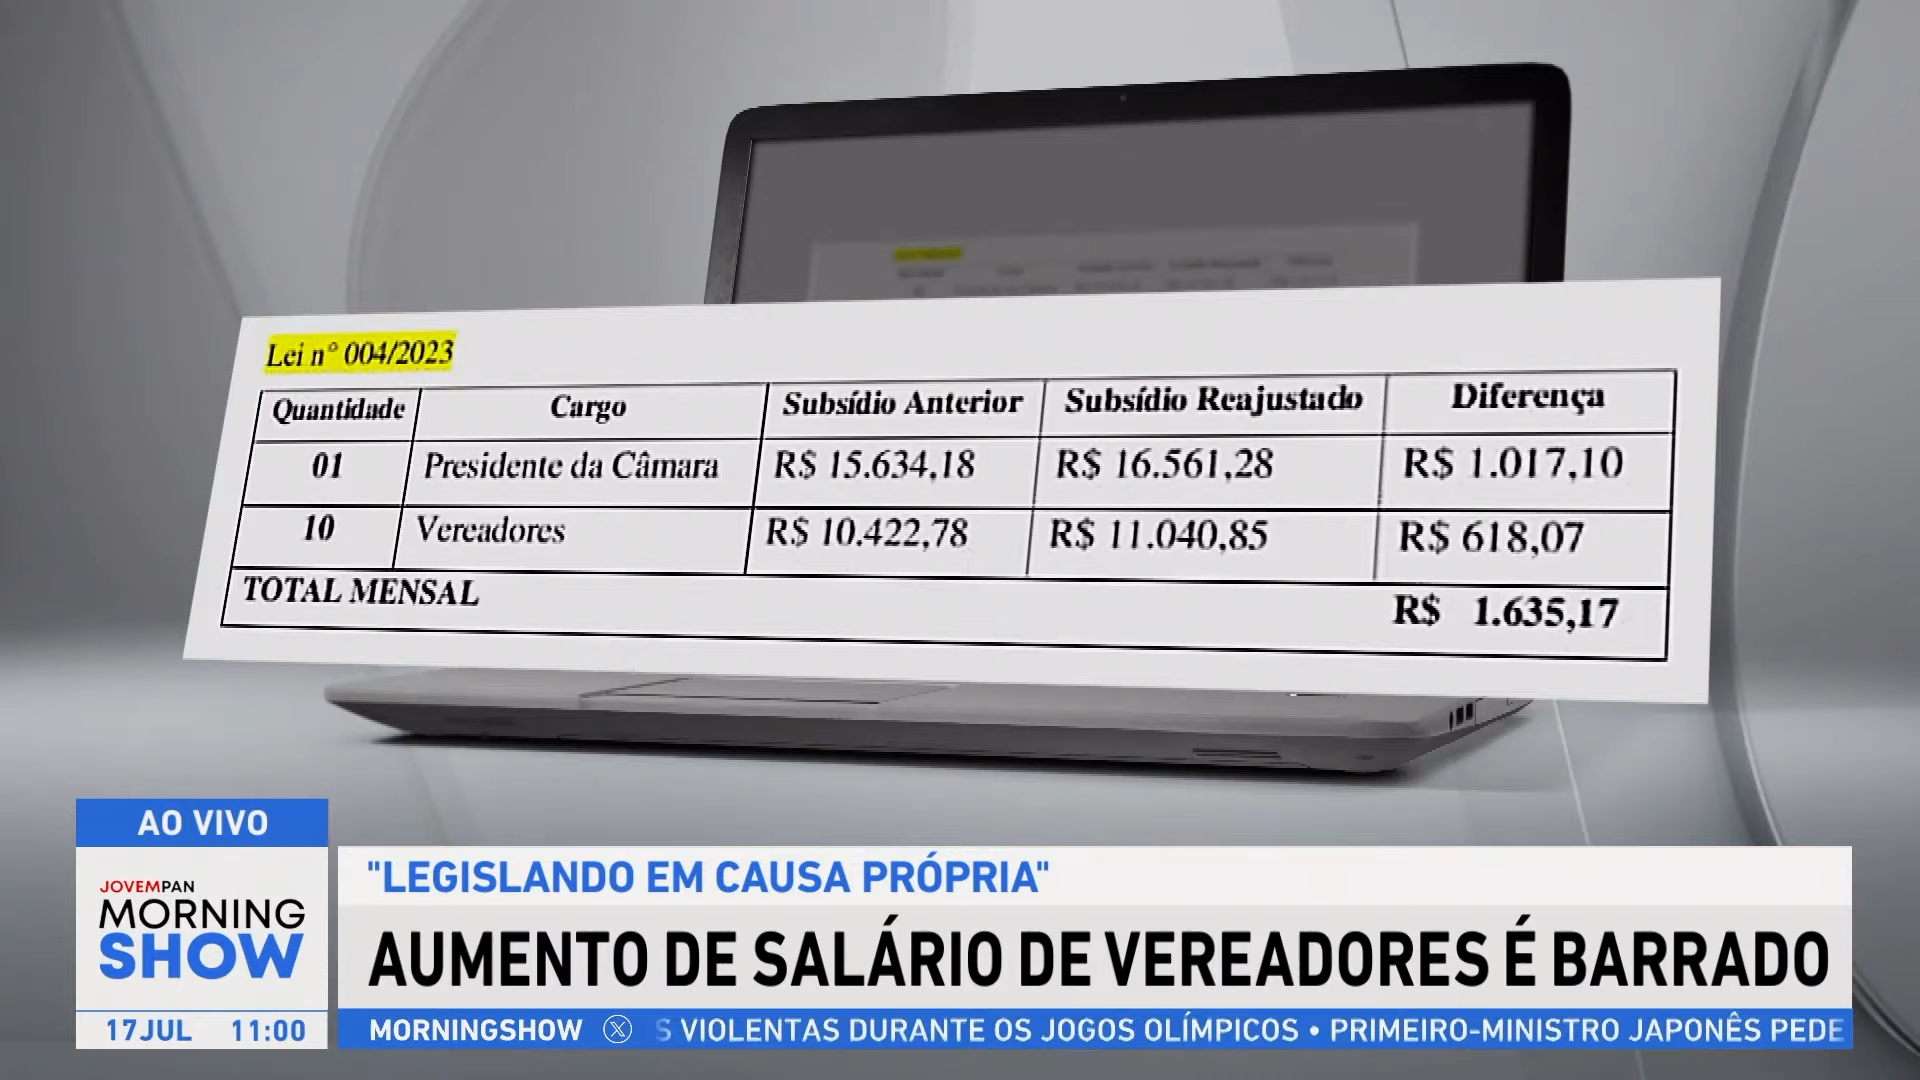 Lei n° 004/2023
Quantidade Cargo Subsídio Anterior Subsídio Reajustado Diferença
01 Presidente da Câmara R$ 15.634,18 R$ 16.561,28 R$ 1.017,10
10 Vereadores R$ 10.422,78 R$ 11.040,85 R$ 618,07
TOTAL MENSAL R$ 1.635,17
AO VIVO
JOVEMPAN
MORNING
SHOW
17JUL 11:00
"LEGISLANDO EM CAUSA PRÓPRIA"
AUMENTO DE SALÁRIO DE VEREADORES É BARRADO
MORNINGSHOW S VIOLENTAS DURANTE OS JOGOS OLÍMPICOS • PRIMEIRO-MINISTRO JAPONÊS PEDE